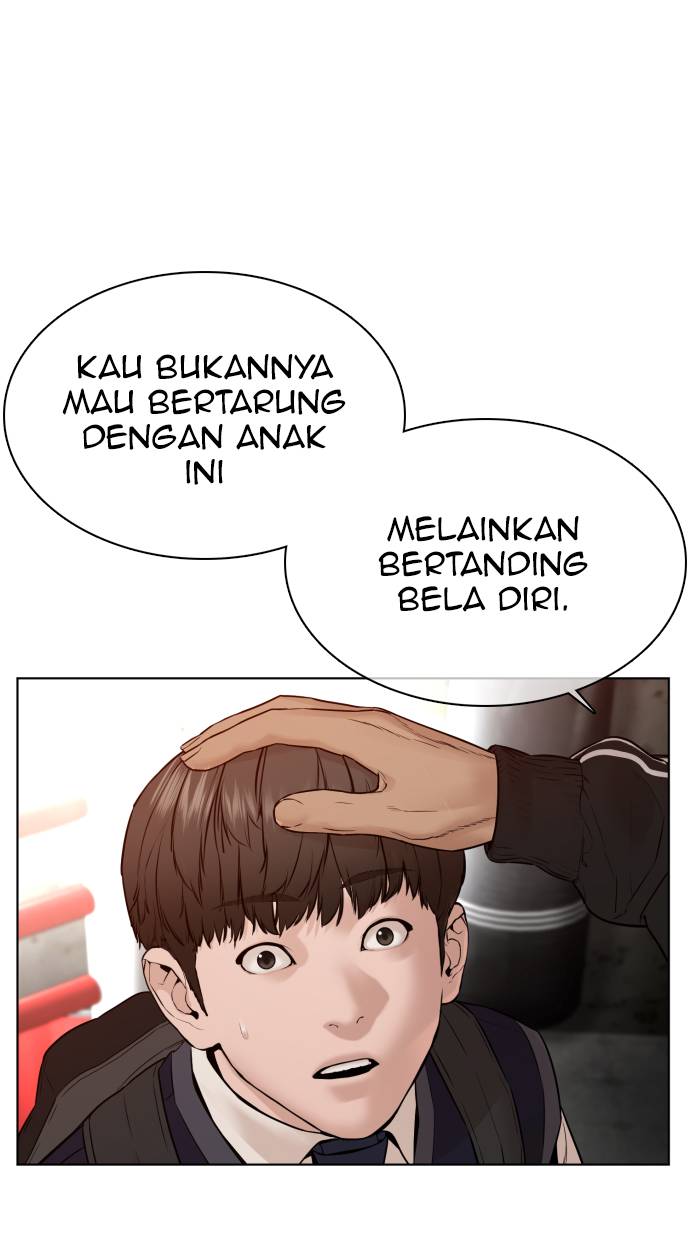 KAU BUKANNYA
MAU BERTARUNG
DENGAN ANAK
INI
MELAINKAN
BERTANDING
BELA DIRI.